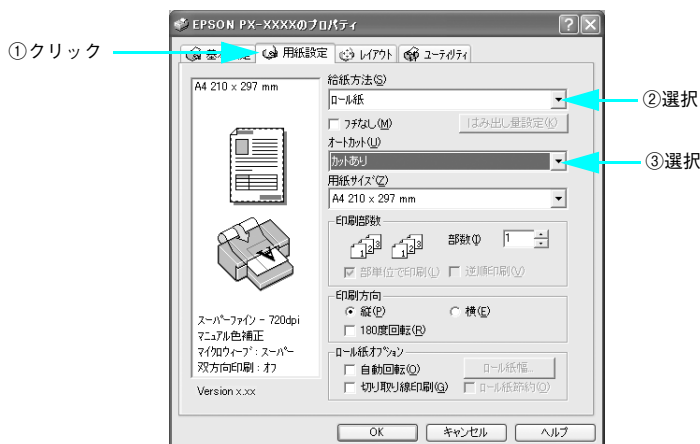 EPSON PX-XXXXのプロパティ
①クリック
基本設定 用紙設定 レイアウト ユーティリティ
A4 210 x 297 mm
給紙方法(S)
ロール紙
②選択
フチなし(M) はみ出し量設定(K)
オートカット(U)
カットあり
③選択
用紙サイズ(Z)
A4 210 x 297 mm
印刷部数
部数(I) 1
部単位で印刷(L) 逆順印刷(V)
印刷方向
縦(P) 横(E)
180度回転(R)
スーパーファイン - 720dpi
マニュアル色補正
マイクロウィーブ : スーパー
双方向印刷 : オフ
Version x.xx
ロール紙オプション
自動回転(O) ロール紙幅...
切り取り線印刷(G) ロール紙節約(O)
OK キャンセル ヘルプ